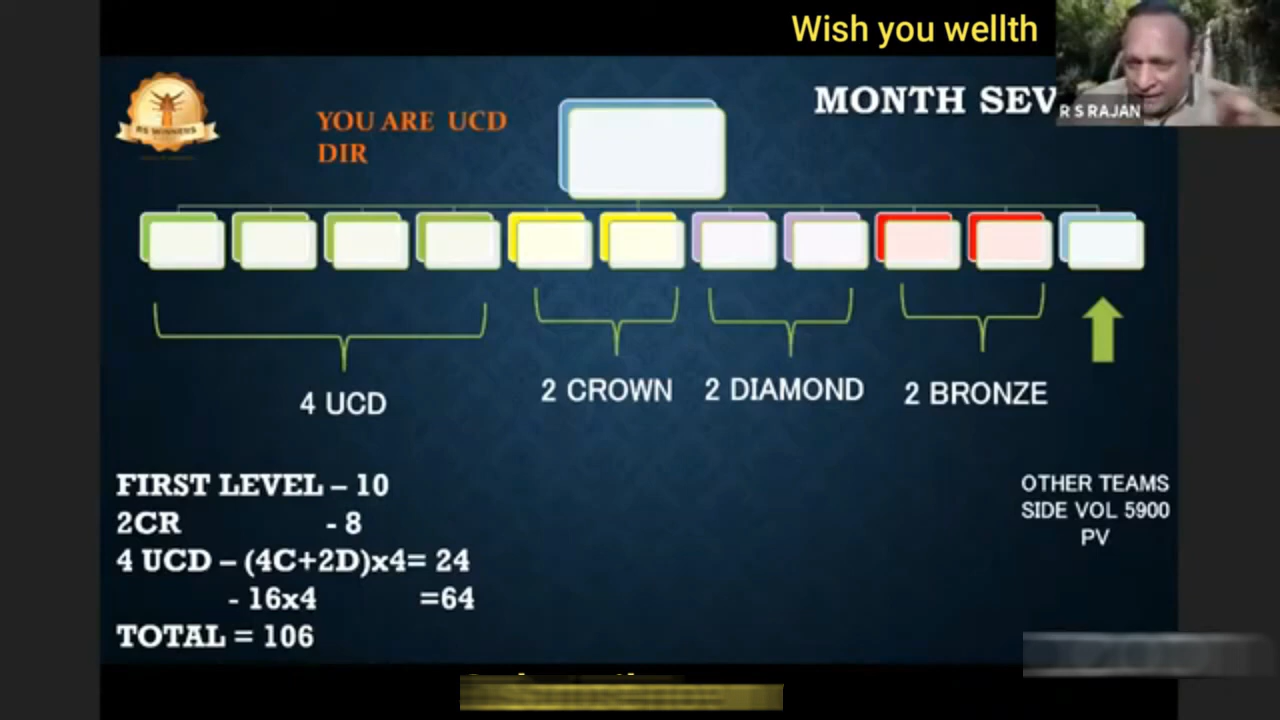 Wish you wellth
MONTH SEV
R S RAJAN
RS WINNERS
YOU ARE UCD
DIR
4 UCD
2 CROWN
2 DIAMOND
2 BRONZE
FIRST LEVEL – 10
2CR - 8
4 UCD – (4C+2D)x4= 24
- 16x4 =64
TOTAL = 106
OTHER TEAMS
SIDE VOL 5900
PV